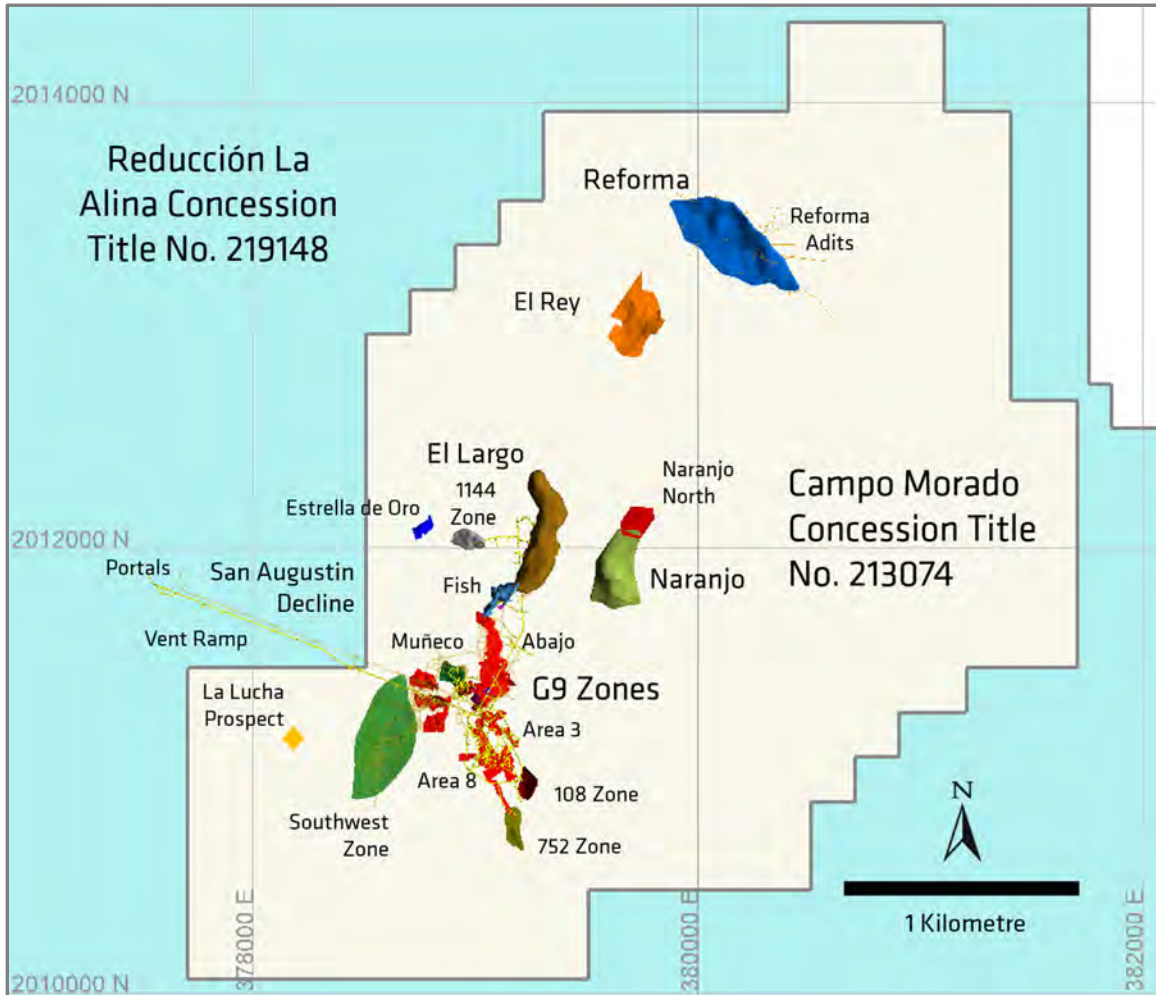 2014000 N
Reducción La
Alina Concession
Title No. 219148
Reforma
Reforma
Adits
El Rey
El Largo
1144
Zone
Estrella de Oro
Naranjo
North
Campo Morado
Concession Title
No. 213074
2012000 N
Portals
San Augustin
Decline
Fish
Naranjo
Vent Ramp
Muñeco
Abajo
La Lucha
Prospect
G9 Zones
Area 3
Area 8
108 Zone
Southwest
Zone
752 Zone
N
1 Kilometre
378000 E
380000 E
382000 E
2010000 N